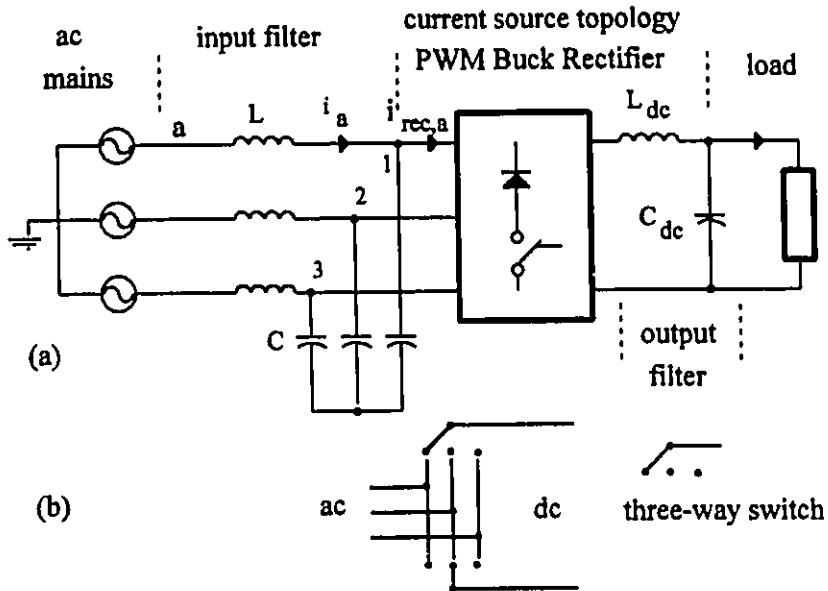 current source topology
ac
mains
input filter
PWM Buck Rectifier
load
a
L
i a
i rec,a
L dc
1
2
3
C dc
C
output
filter
(a)
(b)
ac
dc
three-way switch